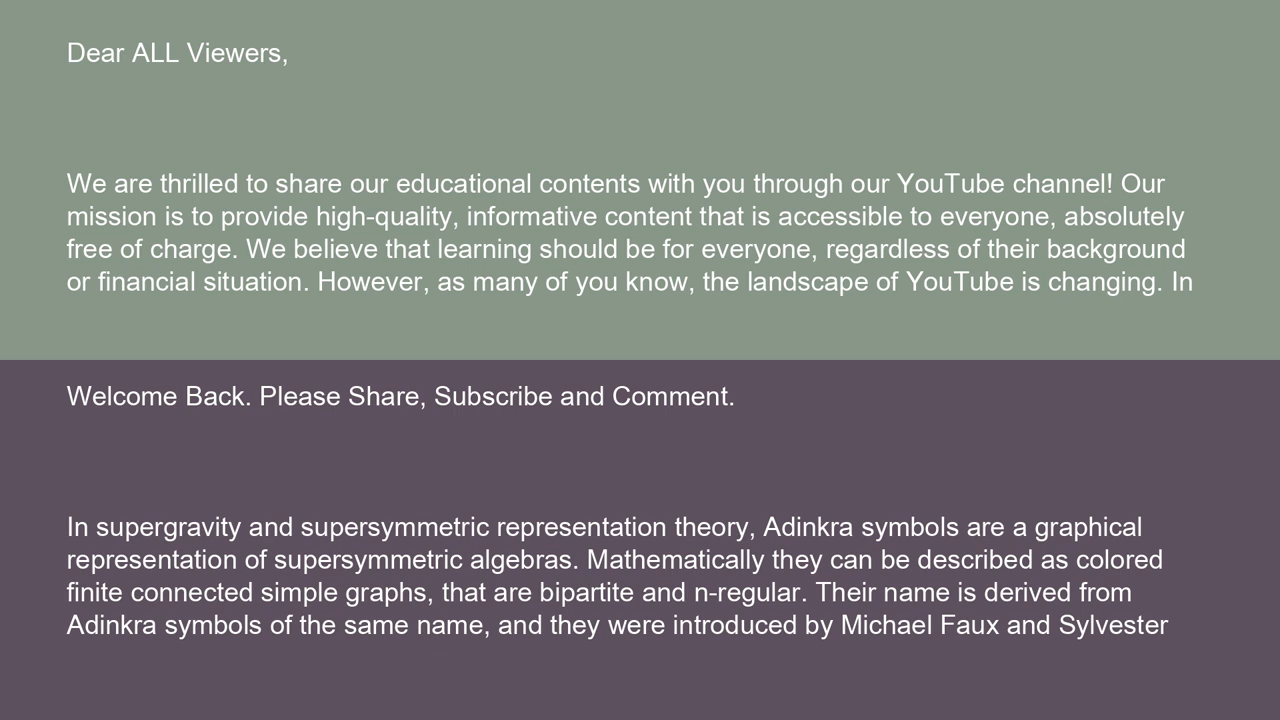 Dear ALL Viewers,
We are thrilled to share our educational contents with you through our YouTube channel! Our
mission is to provide high-quality, informative content that is accessible to everyone, absolutely
free of charge. We believe that learning should be for everyone, regardless of their background
or financial situation. However, as many of you know, the landscape of YouTube is changing. In
Welcome Back. Please Share, Subscribe and Comment.
In supergravity and supersymmetric representation theory, Adinkra symbols are a graphical
representation of supersymmetric algebras. Mathematically they can be described as colored
finite connected simple graphs, that are bipartite and n-regular. Their name is derived from
Adinkra symbols of the same name, and they were introduced by Michael Faux and Sylvester